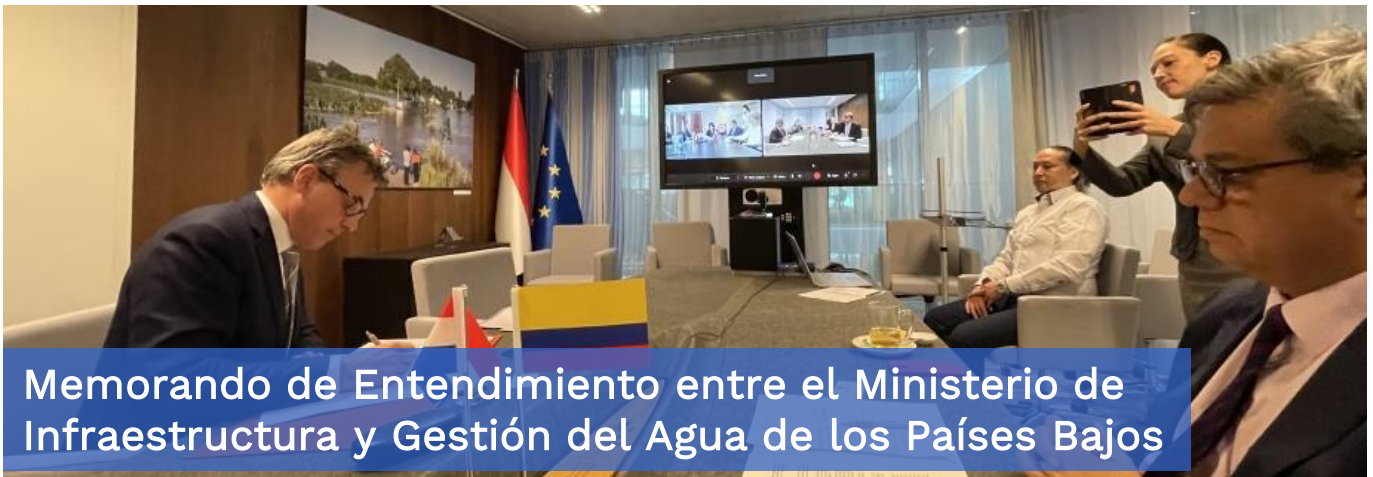 Memorando de Entendimiento entre el Ministerio de
Infraestructura y Gestión del Agua de los Países Bajos